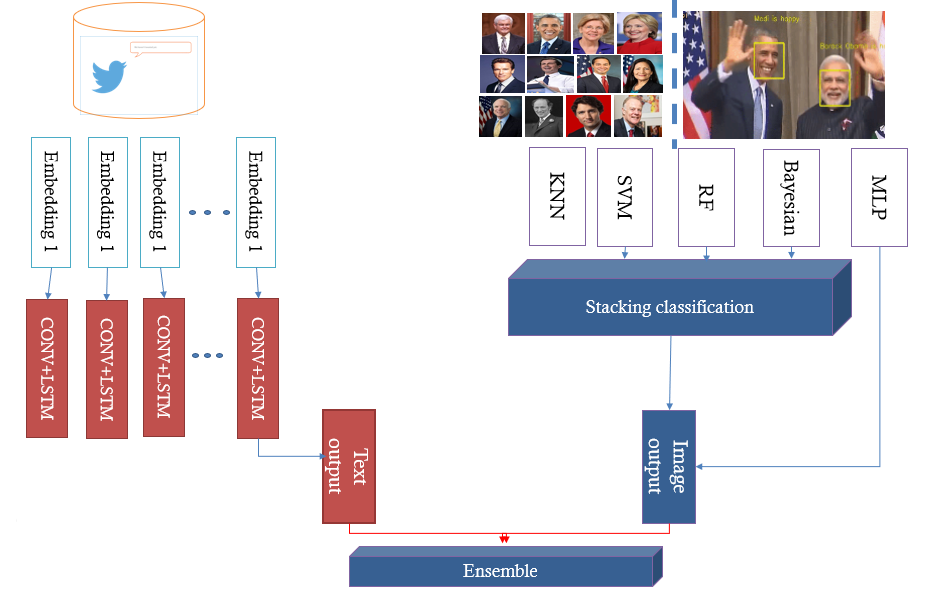 Modi is happy
Barack Obama is h
Embedding 1
Embedding 1
Embedding 1
Embedding 1
KNN
SVM
RF
Bayesian
MLP
Stacking classification
CONV+LSTM
CONV+LSTM
CONV+LSTM
CONV+LSTM
Text
output
Image
output
Ensemble